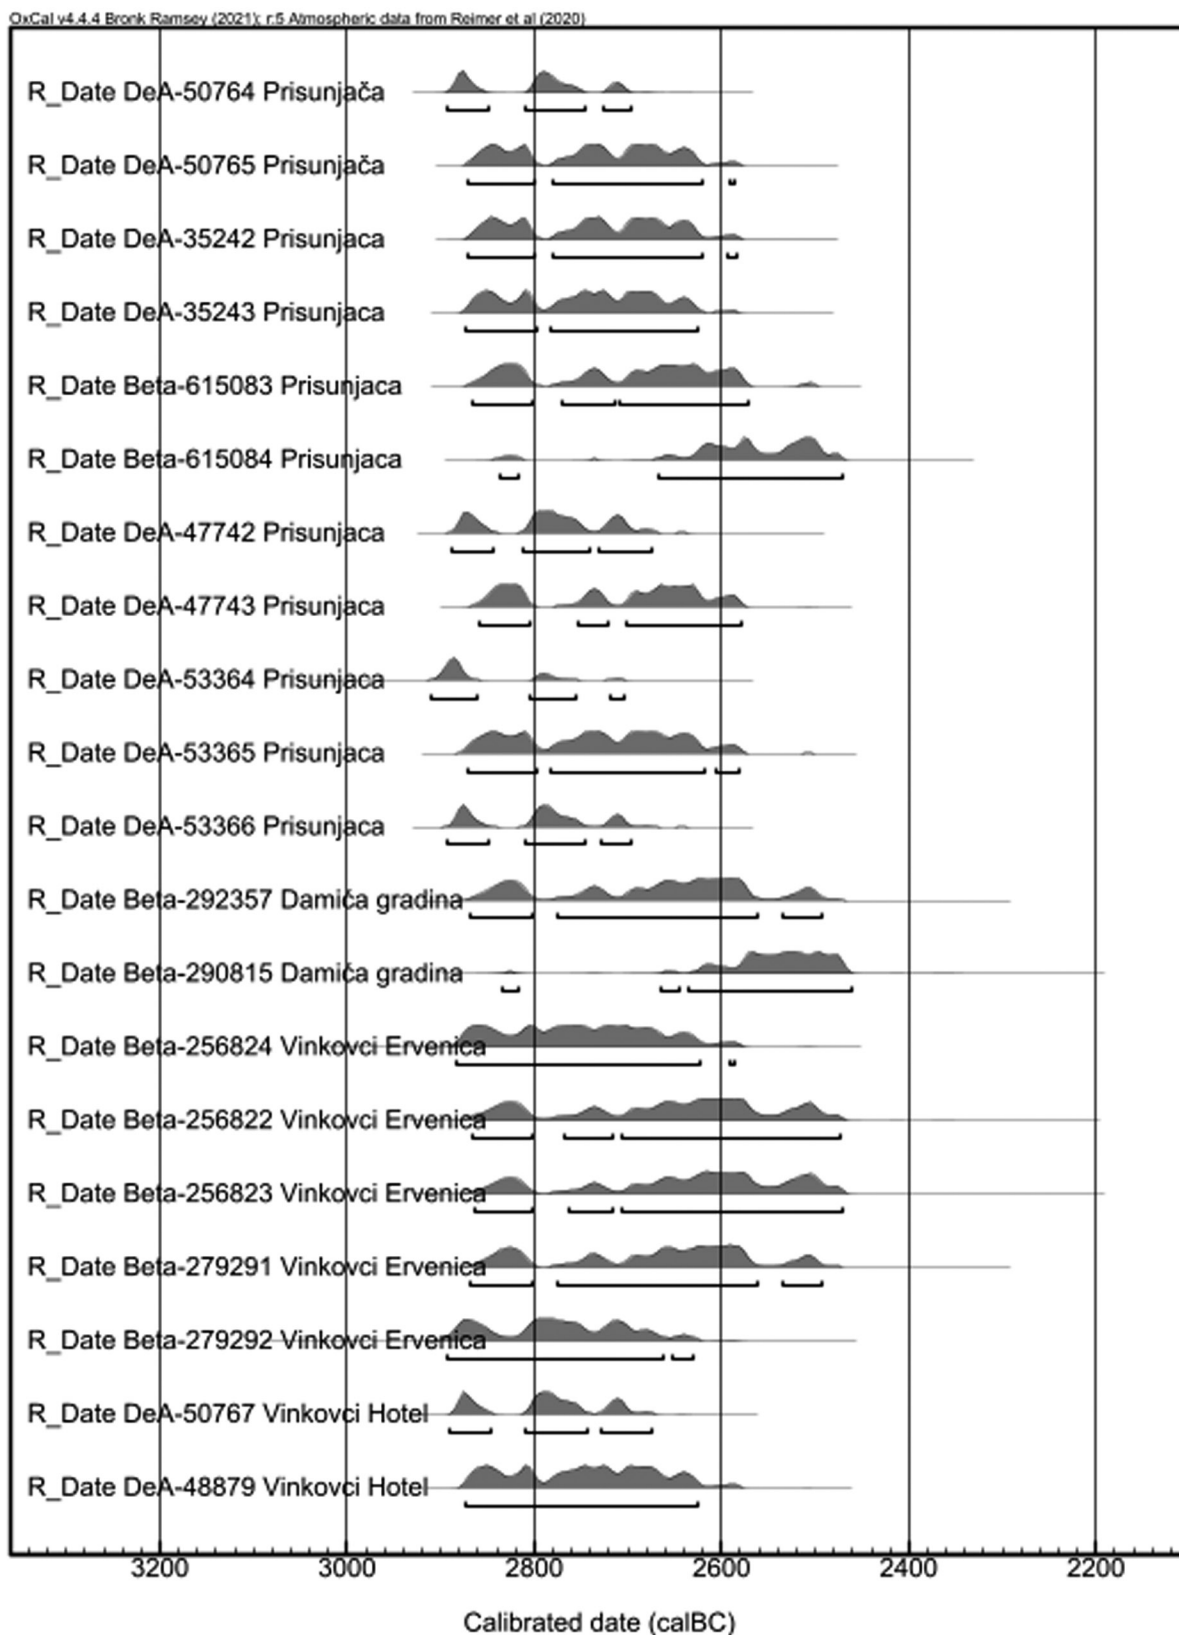 OxCal v4.4.4 Bronk Ramsey (2021); r:5 Atmospheric data from Reimer et al (2020)
R_Date DeA-50764 Prisunjača
R_Date DeA-50765 Prisunjača
R_Date DeA-35242 Prisunjaca
R_Date DeA-35243 Prisunjaca
R_Date Beta-615083 Prisunjaca
R_Date Beta-615084 Prisunjaca
R_Date DeA-47742 Prisunjaca
R_Date DeA-47743 Prisunjaca
R_Date DeA-53364 Prisunjaca
R_Date DeA-53365 Prisunjaca
R_Date DeA-53366 Prisunjaca
R_Date Beta-292357 Damića gradina
R_Date Beta-290815 Damića gradina
R_Date Beta-256824 Vinkovci Ervenica
R_Date Beta-256822 Vinkovci Ervenica
R_Date Beta-256823 Vinkovci Ervenica
R_Date Beta-279291 Vinkovci Ervenica
R_Date Beta-279292 Vinkovci Ervenica
R_Date DeA-50767 Vinkovci Hotel
R_Date DeA-48879 Vinkovci Hotel
3200 3000 2800 2600 2400 2200
Calibrated date (calBC)